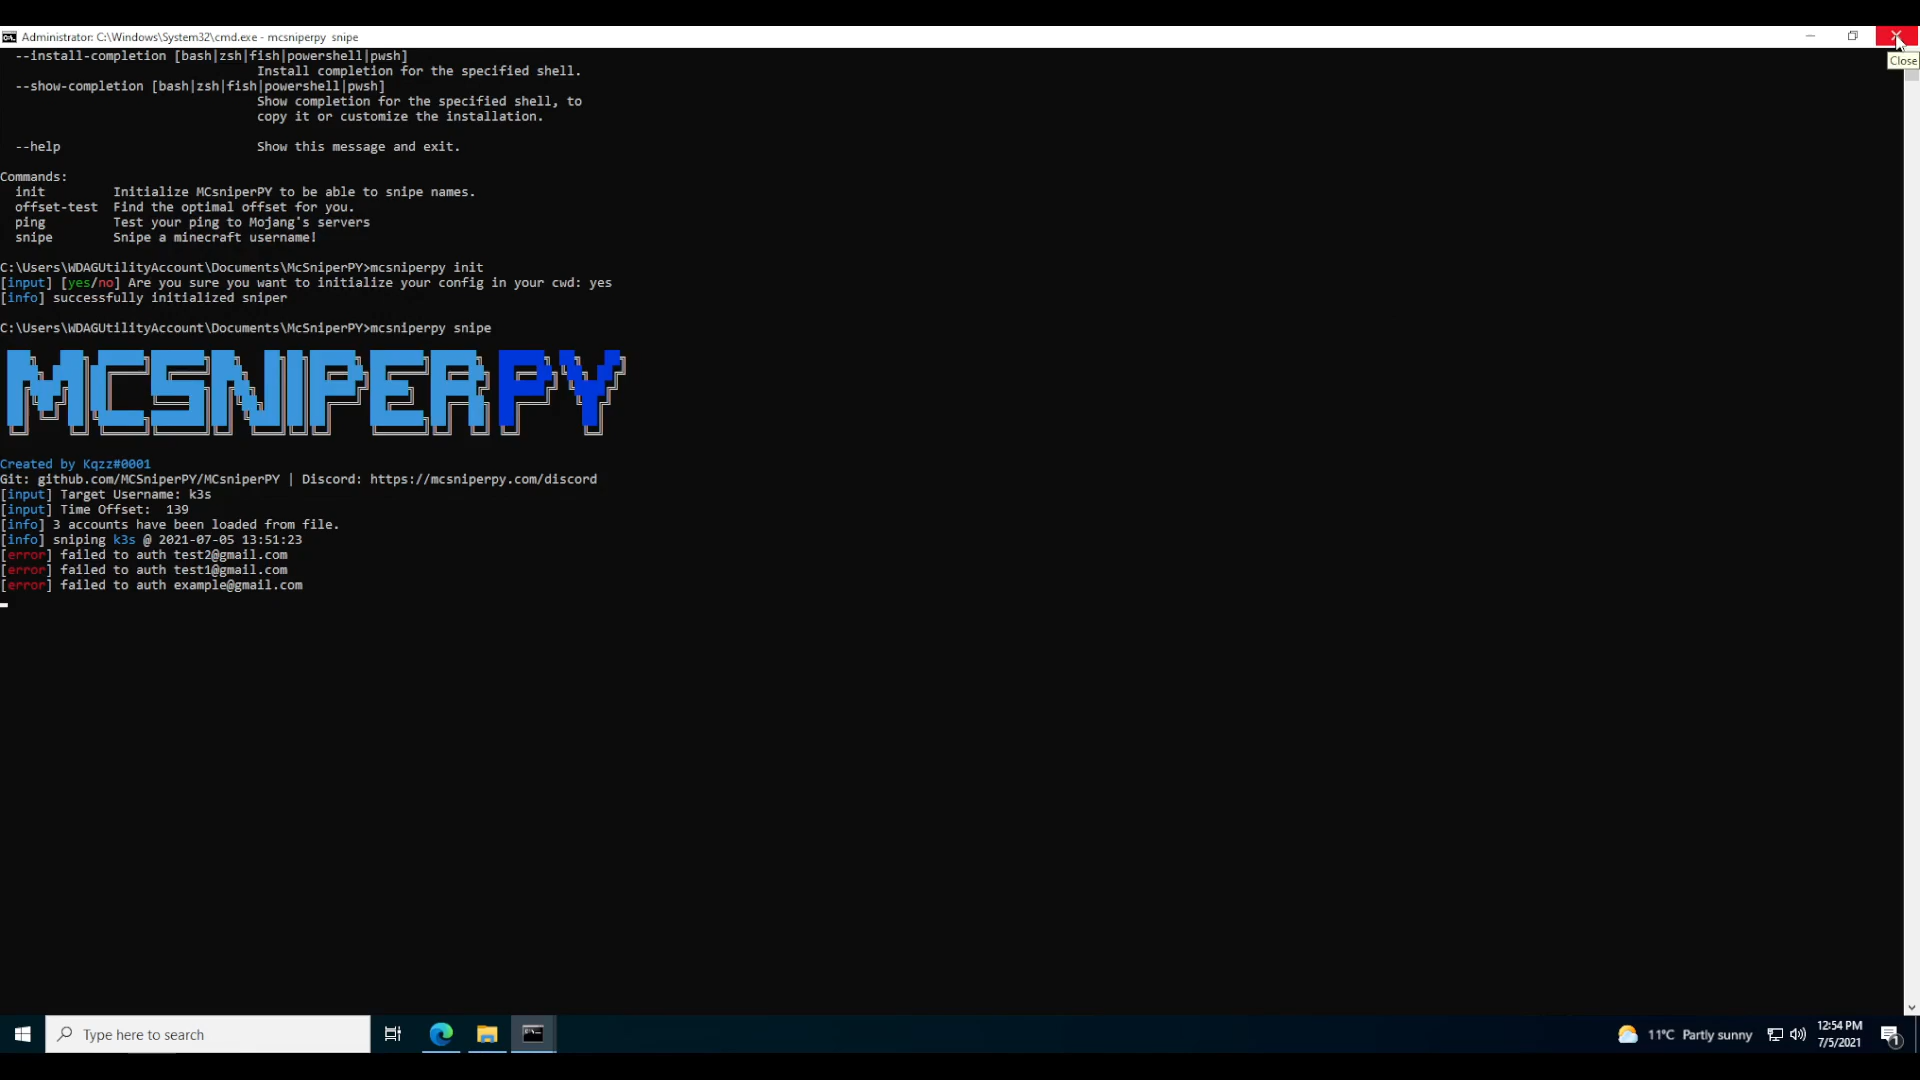 Administrator: C:\Windows\System32\cmd.exe - mcsniperpy  snipe
Close
--install-completion [bash|zsh|fish|powershell|pwsh]
Install completion for the specified shell.
--show-completion [bash|zsh|fish|powershell|pwsh]
Show completion for the specified shell, to
copy it or customize the installation.
--help                          Show this message and exit.
Commands:
init         Initialize MCsniperPY to be able to snipe names.
offset-test  Find the optimal offset for you.
ping         Test your ping to Mojang's servers
snipe        Snipe a minecraft username!
C:\Users\WDAGUtilityAccount\Documents\McSniperPY>mcsniperpy init
[input] [yes/no] Are you sure you want to initialize your config in your cwd: yes
[info] successfully initialized sniper
C:\Users\WDAGUtilityAccount\Documents\McSniperPY>mcsniperpy snipe
MCSNIPERPY
Created by Kqzz#0001
Git: github.com/MCSniperPY/MCsniperPY | Discord: https://mcsniperpy.com/discord
[input] Target Username: k3s
[input] Time Offset:  139
[info] 3 accounts have been loaded from file.
[info] sniping k3s @ 2021-07-05 13:51:23
[error] failed to auth test2@gmail.com
[error] failed to auth test1@gmail.com
[error] failed to auth example@gmail.com
Type here to search
11°C Partly sunny
12:54 PM
7/5/2021
1